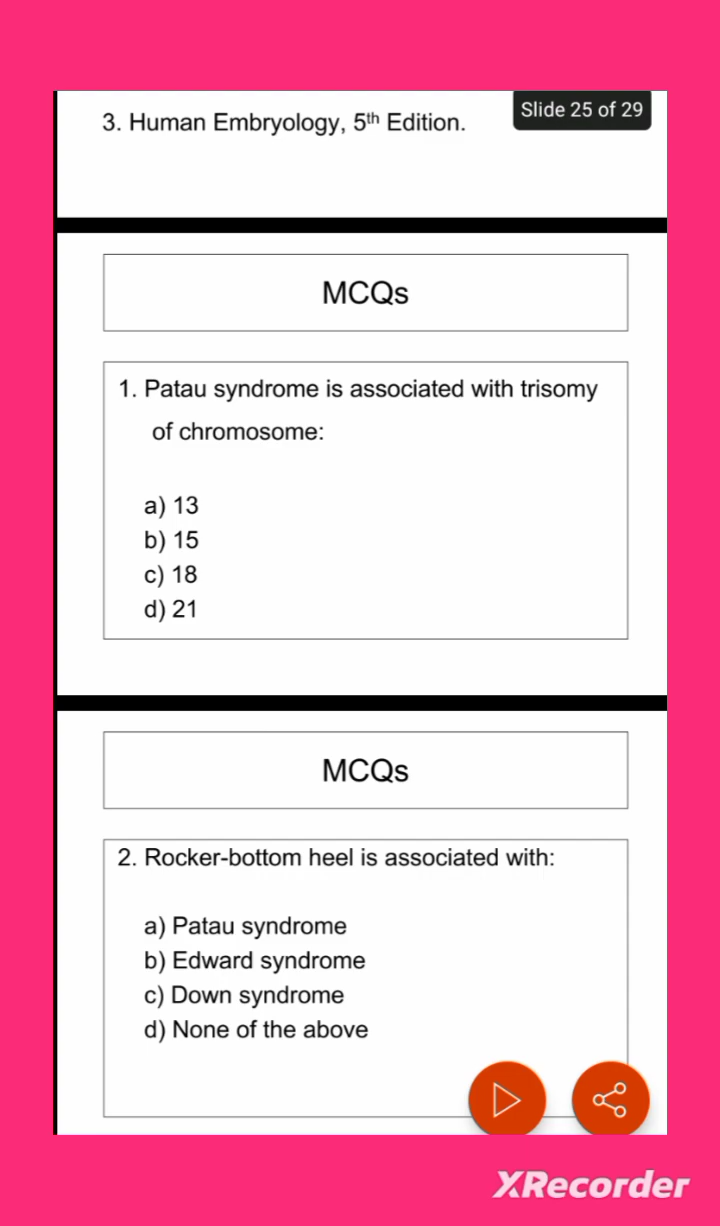 Slide 25 of 29
3. Human Embryology, 5th Edition.
MCQs
1. Patau syndrome is associated with trisomy
of chromosome:
a) 13
b) 15
c) 18
d) 21
MCQs
2. Rocker-bottom heel is associated with:
a) Patau syndrome
b) Edward syndrome
c) Down syndrome
d) None of the above
XRecorder